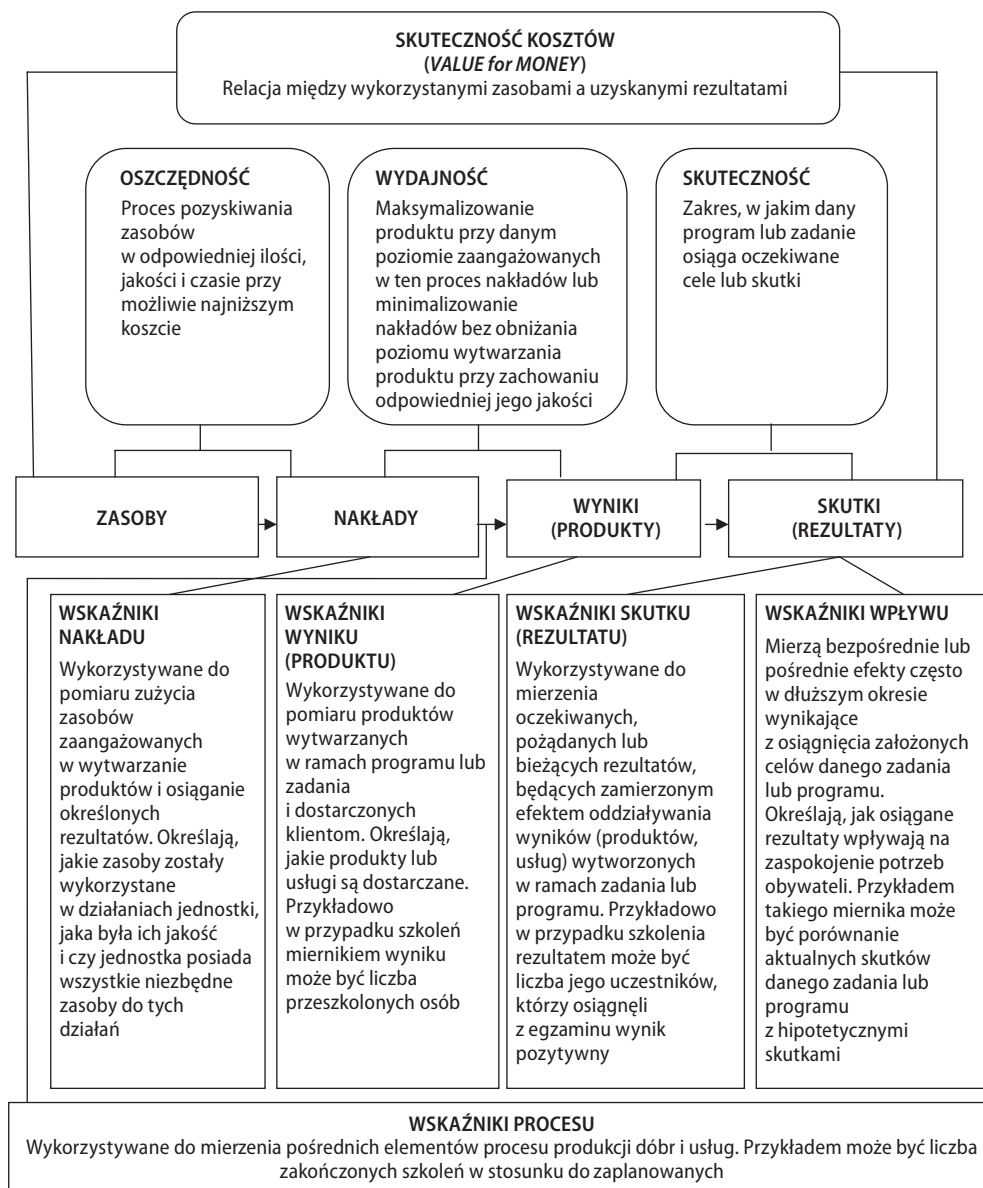 SKUTECZNOŚĆ KOSZTÓW
(VALUE for MONEY)
Relacja między wykorzystanymi zasobami a uzyskanymi rezultatami
OSZCZĘDNOŚĆ
Proces pozyskiwania
zasobów
w odpowiedniej ilości,
jakości i czasie przy
możliwie najniższym
koszcie
WYDAJNOŚĆ
Maksymalizowanie
produktu przy danym
poziomie zaangażowanych
w ten proces nakładów lub
minimalizowanie
nakładów bez obniżania
poziomu wytwarzania
produktu przy zachowaniu
odpowiedniej jego jakości
SKUTECZNOŚĆ
Zakres, w jakim dany
program lub zadanie
osiąga oczekiwane
cele lub skutki
ZASOBY
NAKŁADY
WYNIKI
(PRODUKTY)
SKUTKI
(REZULTATY)
WSKAŹNIKI
NAKŁADU
Wykorzystywane do
pomiaru zużycia
zasobów
zaangażowanych
w wytwarzanie
produktów i osiąganie
określonych
rezultatów. Określają,
jakie zasoby zostały
wykorzystane
w działaniach jednostki,
jaka była ich jakość
i czy jednostka posiada
wszystkie niezbędne
zasoby do tych
działań
WSKAŹNIKI
WYNIKU
(PRODUKTU)
Wykorzystywane do
pomiaru produktów
wytwarzanych
w ramach programu lub
zadania
i dostarczonych
klientom. Określają,
jakie produkty lub
usługi są dostarczane.
Przykładowo
w przypadku szkoleń
miernikiem wyniku
może być liczba
przeszkolonych osób
WSKAŹNIKI SKUTKU
(REZULTATU)
Wykorzystywane do
mierzenia
oczekiwanych,
pożądanych lub
bieżących rezultatów,
będących zamierzonym
efektem oddziaływania
wyników (produktów,
usług) wytworzonych
w ramach zadania lub
programu. Przykładowo
w przypadku szkolenia
rezultatem może być
liczba jego uczestników,
którzy osiągnęli
z egzaminu wynik
pozytywny
WSKAŹNIKI WPŁYWU
Mierzą bezpośrednie lub
pośrednie efekty często
w dłuższym okresie
wynikające
z osiągnięcia założonych
celów danego zadania
lub programu.
Określają, jak osiągane
rezultaty wpływają na
zaspokojenie potrzeb
obywateli. Przykładem
takiego miernika może
być porównanie
aktualnych skutków
danego zadania lub
programu
z hipotetycznymi
skutkami
WSKAŹNIKI PROCESU
Wykorzystywane do mierzenia pośrednich elementów procesu produkcji dóbr i usług. Przykładem może być liczba
zakończonych szkoleń w stosunku do zaplanowanych